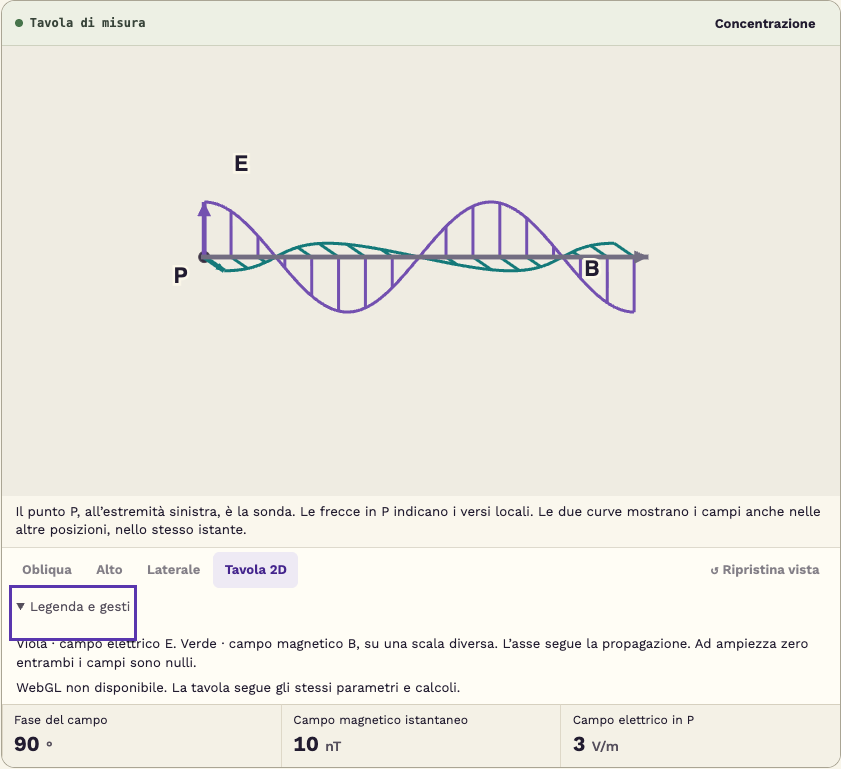 Tavola di misura
Concentrazione
E
P
B
Il punto P, all’estremità sinistra, è la sonda. Le frecce in P indicano i versi locali. Le due curve mostrano i campi anche nelle
altre posizioni, nello stesso istante.
Obliqua
Alto
Laterale
Tavola 2D
↺ Ripristina vista
▼ Legenda e gesti
Viola · campo elettrico E. Verde · campo magnetico B, su una scala diversa. L’asse segue la propagazione. Ad ampiezza zero
entrambi i campi sono nulli.
WebGL non disponibile. La tavola segue gli stessi parametri e calcoli.
Fase del campo
90 °
Campo magnetico istantaneo
10 nT
Campo elettrico in P
3 V/m